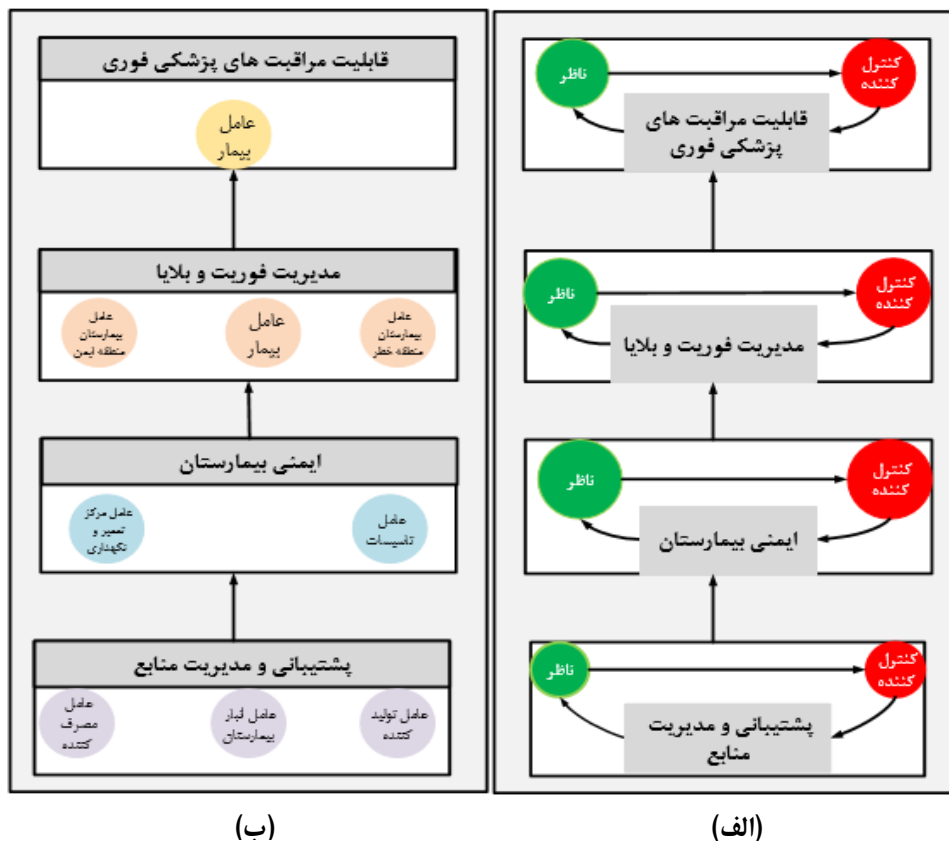 کنترل
کننده
ناظر
قابلیت مراقبت های
پزشکی فوری
کنترل
کننده
ناظر
مدیریت فوریت و بلایا
کنترل
کننده
ناظر
ایمنی بیمارستان
کنترل
کننده
ناظر
پشتیبانی و مدیریت
منابع
(الف)
قابلیت مراقبت های پزشکی فوری
عامل
بیمار
مدیریت فوریت و بلایا
عامل
بیمارستان
منطقه خطر
عامل
بیمار
عامل
بیمارستان
منطقه ایمن
ایمنی بیمارستان
عامل
تاسیسات
عامل مرکز
تعمیر و
نگهداری
پشتیبانی و مدیریت منابع
عامل تولید
کننده
عامل انبار
بیمارستان
عامل
مصرف
کننده
(ب)